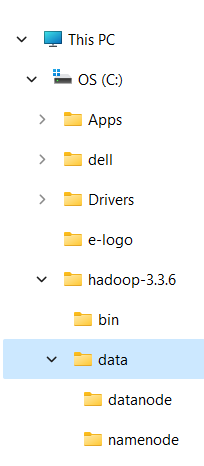 This PC
OS (C:)
Apps
dell
Drivers
e-logo
hadoop-3.3.6
bin
data
datanode
namenode